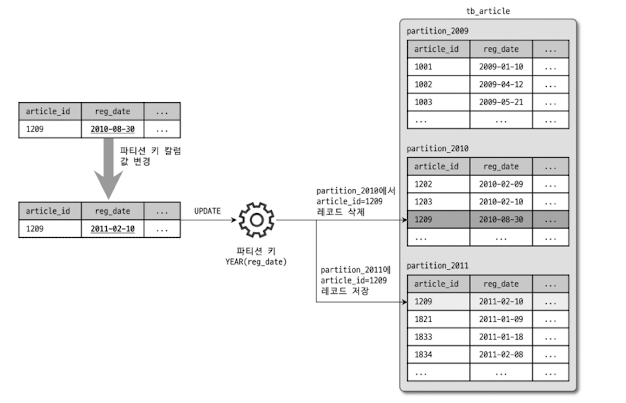 tb_article
partition_2009
article_id reg_date ...
1001 2009-01-10 ...
1002 2009-04-12 ...
1003 2009-05-21 ...
... ... ...
article_id reg_date ...
1209 2010-08-30 ...
파티션 키 칼럼
값 변경
article_id reg_date ...
1209 2011-02-10 ...
UPDATE
파티션 키
YEAR(reg_date)
partition_2010에서
article_id=1209
레코드 삭제
partition_2010
article_id reg_date ...
1202 2010-02-09 ...
1203 2010-02-10 ...
1209 2010-08-30 ...
... ... ...
partition_2011에
article_id=1209
레코드 저장
partition_2011
article_id reg_date ...
1209 2011-02-10 ...
1821 2011-01-09 ...
1833 2011-01-18 ...
1834 2011-02-08 ...
... ... ...